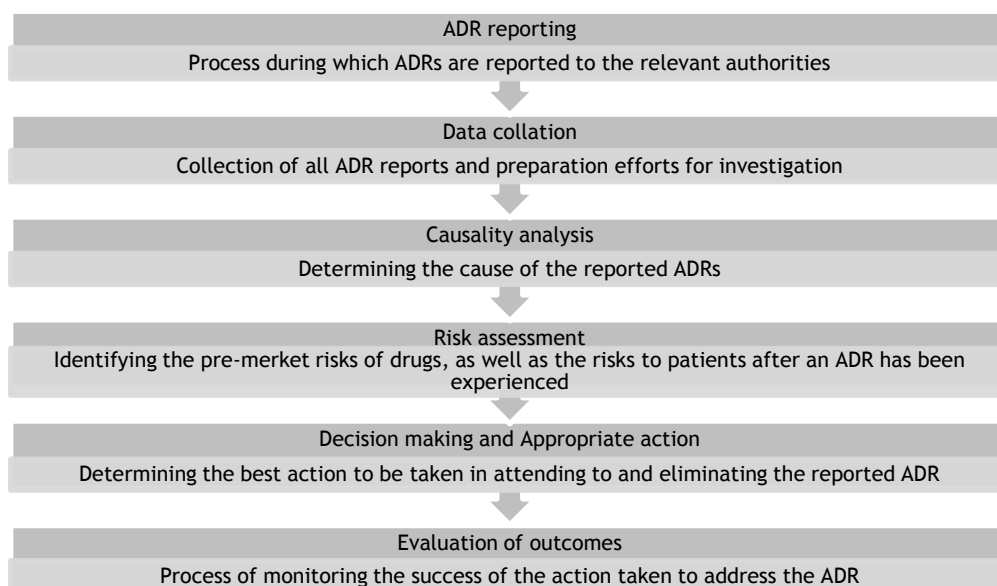 ADR reporting
Process during which ADRs are reported to the relevant authorities
Data collation
Collection of all ADR reports and preparation efforts for investigation
Causality analysis
Determining the cause of the reported ADRs
Risk assessment
Identifying the pre-merket risks of drugs, as well as the risks to patients after an ADR has been
experienced
Decision making and Appropriate action
Determining the best action to be taken in attending to and eliminating the reported ADR
Evaluation of outcomes
Process of monitoring the success of the action taken to address the ADR